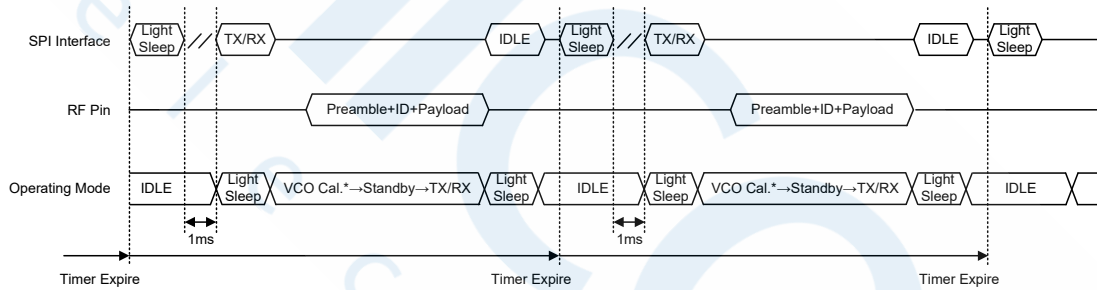 SPI Interface
Light Sleep
TX/RX
IDLE
Light Sleep
TX/RX
IDLE
Light Sleep
RF Pin
Preamble+ID+Payload
Preamble+ID+Payload
Operating Mode
IDLE
Light Sleep
VCO Cal.*→Standby→TX/RX
Light Sleep
IDLE
Light Sleep
VCO Cal.*→Standby→TX/RX
Light Sleep
IDLE
1ms
1ms
Timer Expire
Timer Expire
Timer Expire